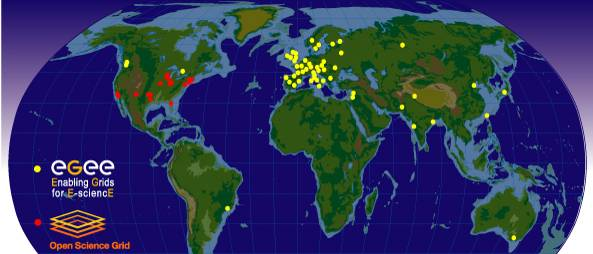 eGee
Enabling Grids
for E-sciencE
Open Science Grid